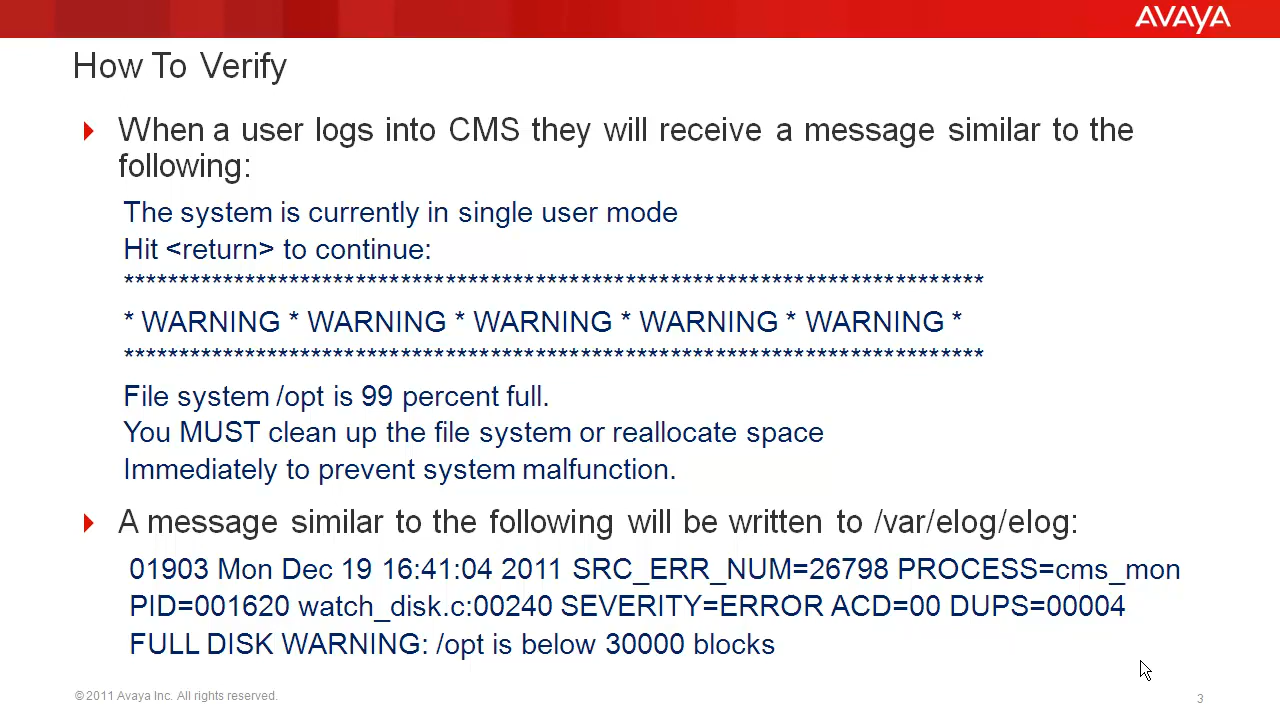 AVAYA
How To Verify
When a user logs into CMS they will receive a message similar to the
following:
The system is currently in single user mode
Hit <return> to continue:
******************************************************************************
* WARNING * WARNING * WARNING * WARNING * WARNING *
******************************************************************************
File system /opt is 99 percent full.
You MUST clean up the file system or reallocate space
Immediately to prevent system malfunction.
A message similar to the following will be written to /var/elog/elog:
01903 Mon Dec 19 16:41:04 2011 SRC_ERR_NUM=26798 PROCESS=cms_mon
PID=001620 watch_disk.c:00240 SEVERITY=ERROR ACD=00 DUPS=00004
FULL DISK WARNING: /opt is below 30000 blocks
© 2011 Avaya Inc. All rights reserved.
3